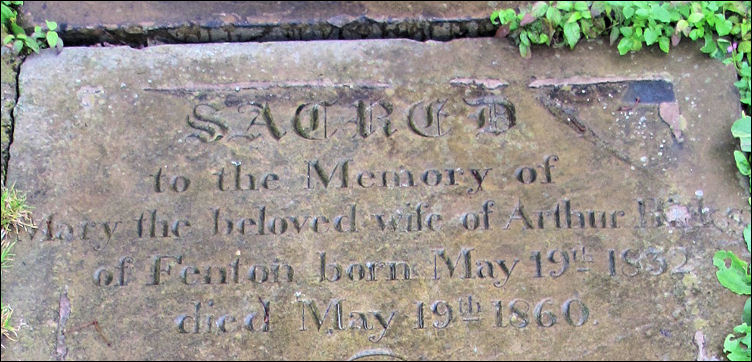 SACRED
to the Memory of
Mary the beloved wife of Arthur
of Fenton born May 19th 1832
died May 19th 1860.